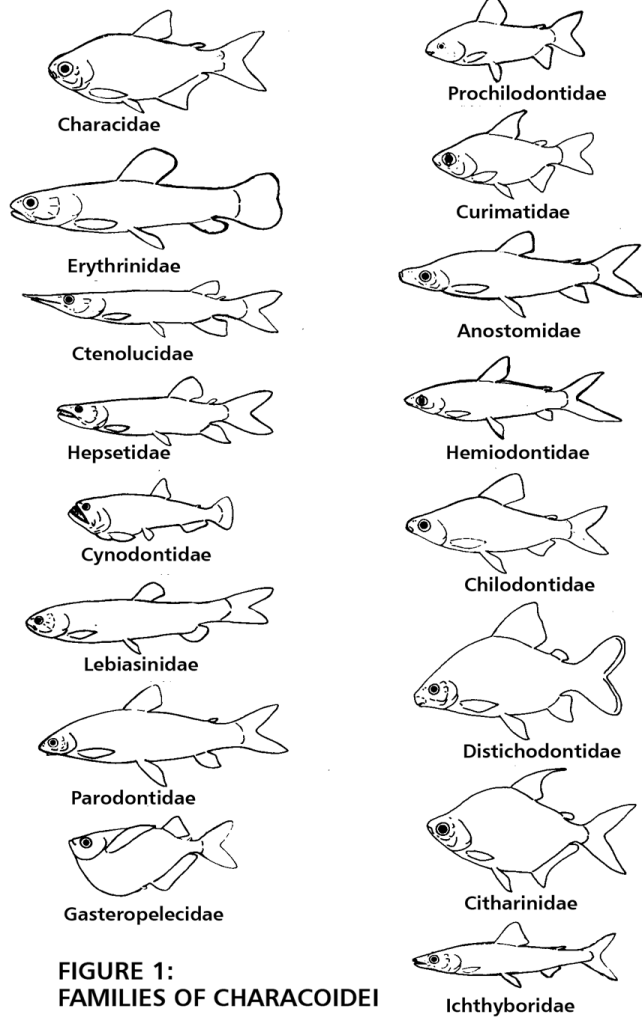 Characidae
Erythrinidae
Ctenolucidae
Hepsetidae
Cynodontidae
Lebiasinidae
Parodontidae
Gasteropelecidae
FIGURE 1:
FAMILIES OF CHARACOIDEI
Prochilodontidae
Curimatidae
Anostomidae
Hemiodontidae
Chilodontidae
Distichodontidae
Citharinidae
Ichthyboridae